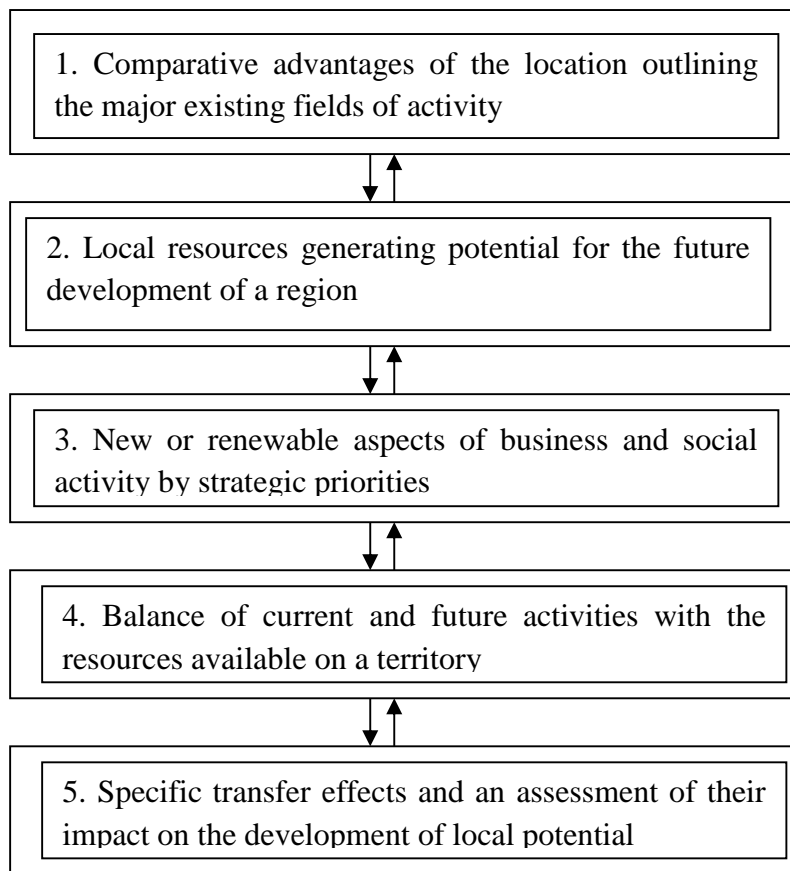 1. Comparative advantages of the location outlining
the major existing fields of activity
2. Local resources generating potential for the future
development of a region
3. New or renewable aspects of business and social
activity by strategic priorities
4. Balance of current and future activities with the
resources available on a territory
5. Specific transfer effects and an assessment of their
impact on the development of local potential